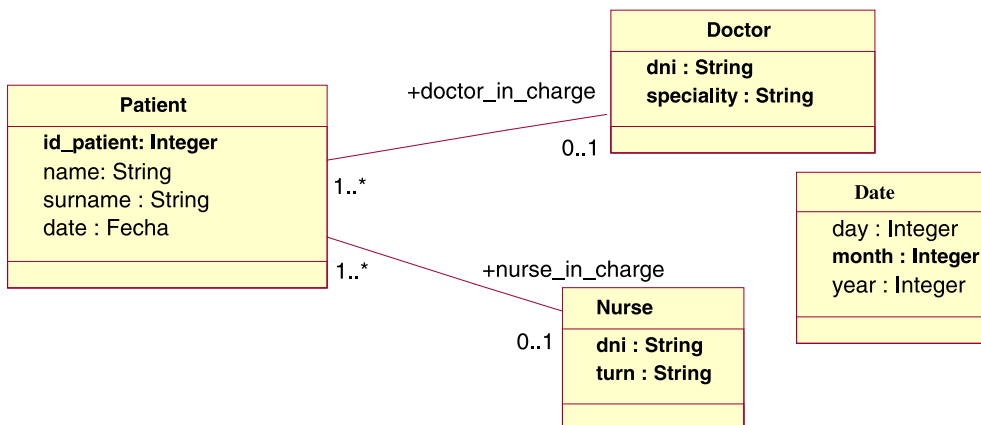 Patient
id_patient: Integer
name: String
surname : String
date : Fecha
+doctor_in_charge
1..*
0..1
Doctor
dni : String
speciality : String
+nurse_in_charge
1..*
0..1
Nurse
dni : String
turn : String
Date
day : Integer
month : Integer
year : Integer